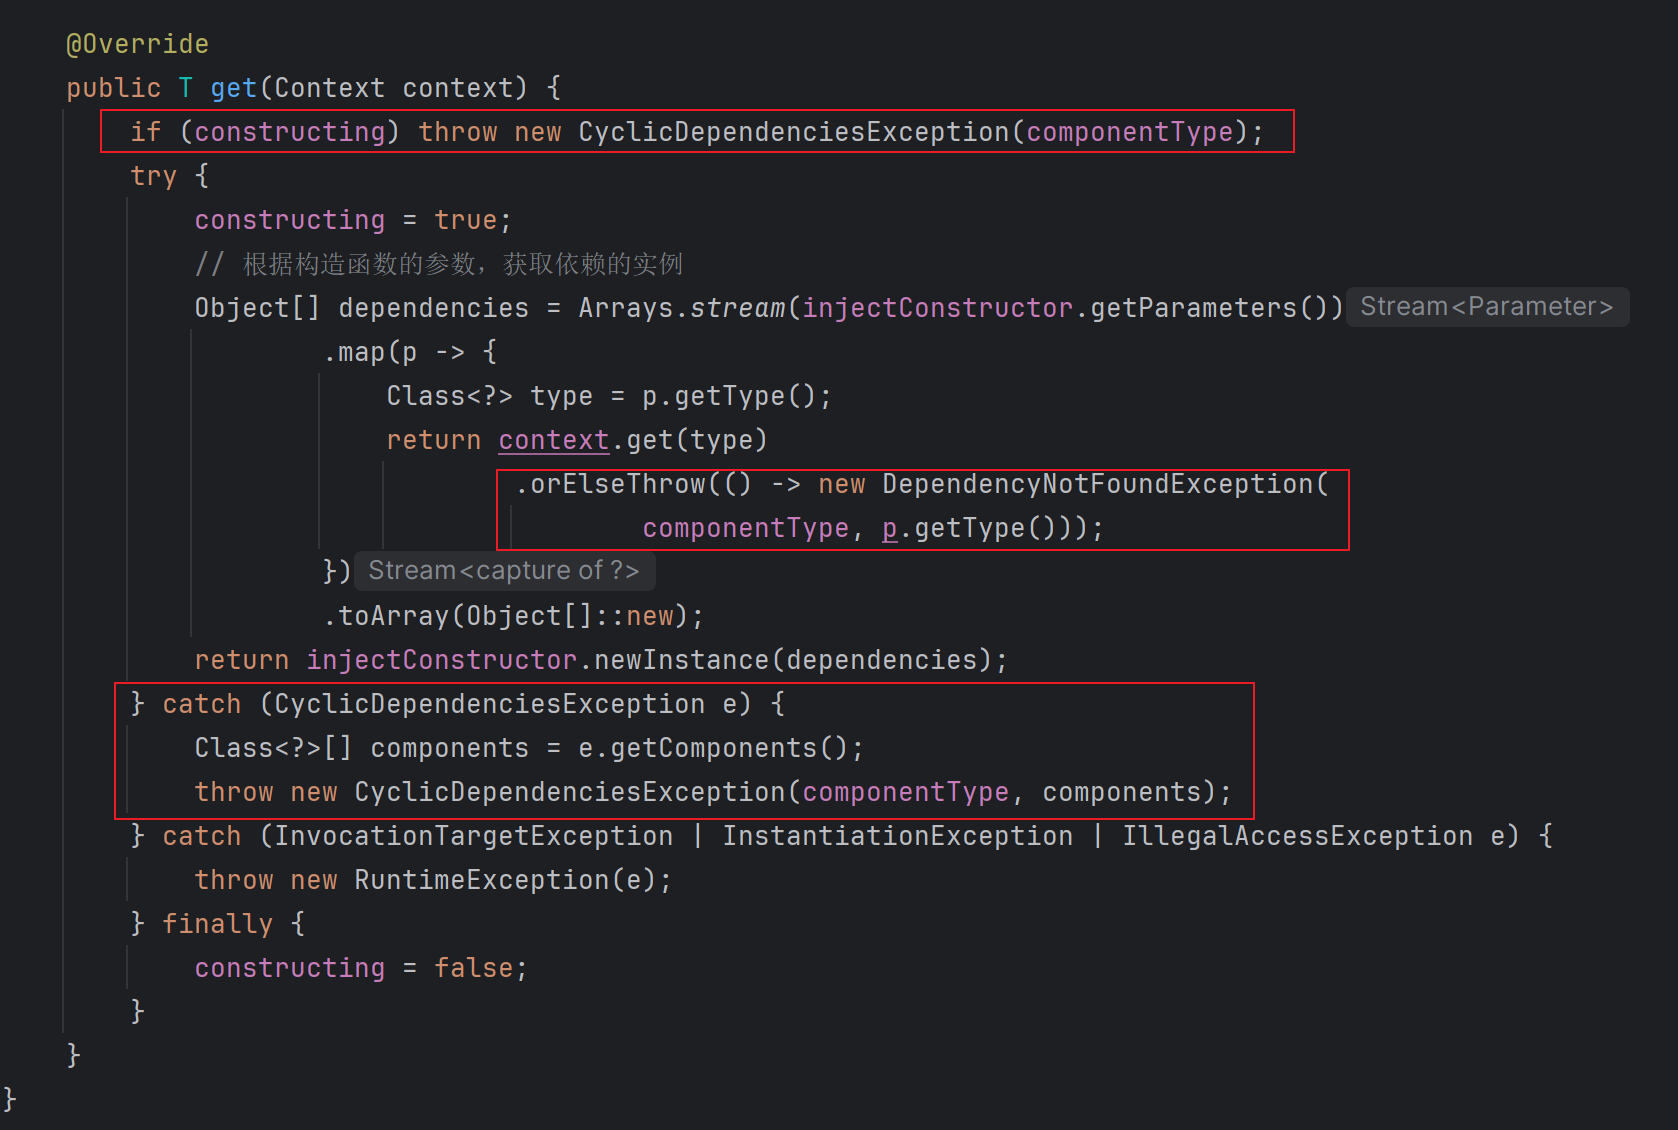 @Override
public T get(Context context) {
if (constructing) throw new CyclicDependenciesException(componentType);
try {
constructing = true;
// 根据构造函数的参数，获取依赖的实例
Object[] dependencies = Arrays.stream(injectConstructor.getParameters()) Stream<Parameter>
.map(p -> {
Class<?> type = p.getType();
return context.get(type)
.orElseThrow(() -> new DependencyNotFoundException(
componentType, p.getType()));
}) Stream<capture of ?>
.toArray(Object[]::new);
return injectConstructor.newInstance(dependencies);
} catch (CyclicDependenciesException e) {
Class<?>[] components = e.getComponents();
throw new CyclicDependenciesException(componentType, components);
} catch (InvocationTargetException | InstantiationException | IllegalAccessException e) {
throw new RuntimeException(e);
} finally {
constructing = false;
}
}
}